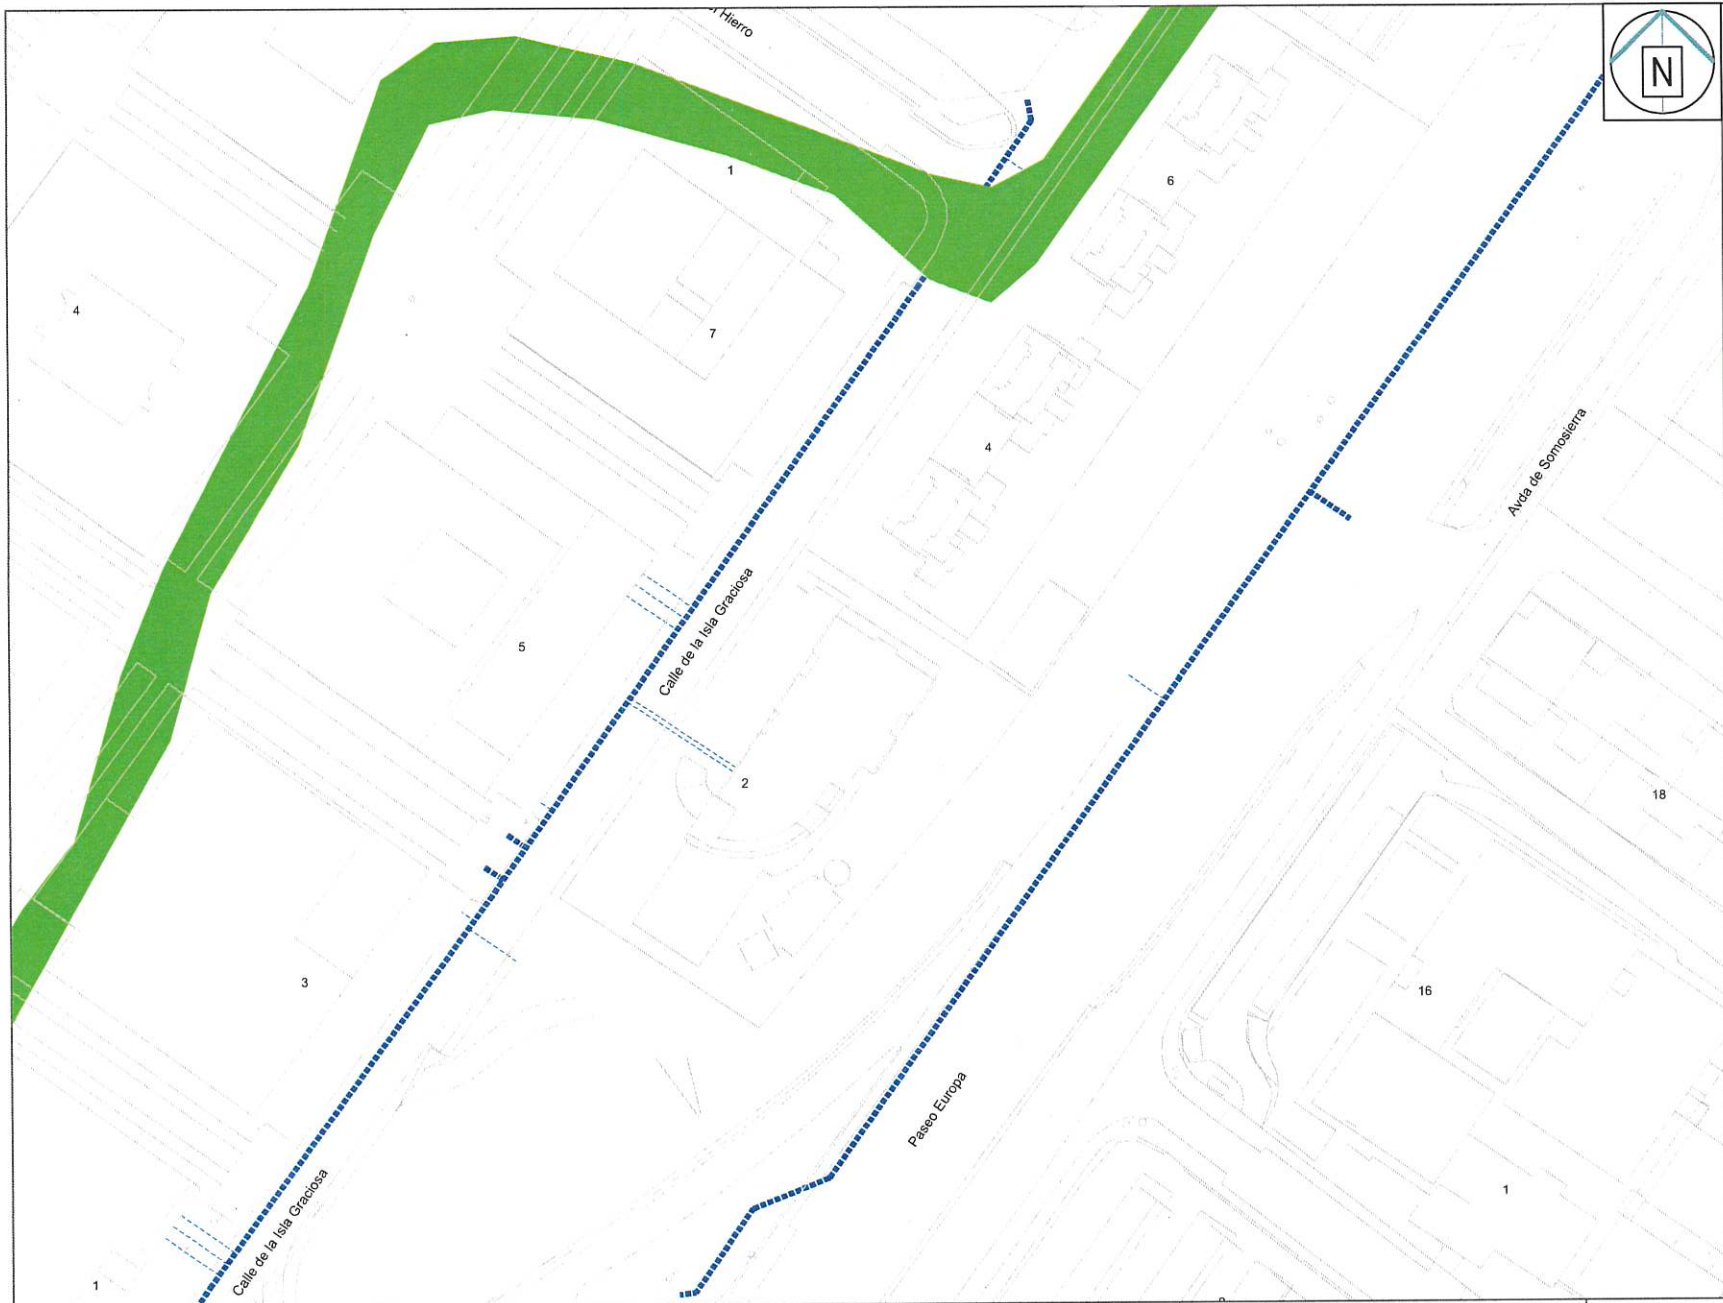 l Hierro
N
1
6
4
7
4
Avda de Somosierra
Calle de la Isla Graciosa
5
2
18
3
16
Paseo Europa
1
Calle de la Isla Graciosa
1